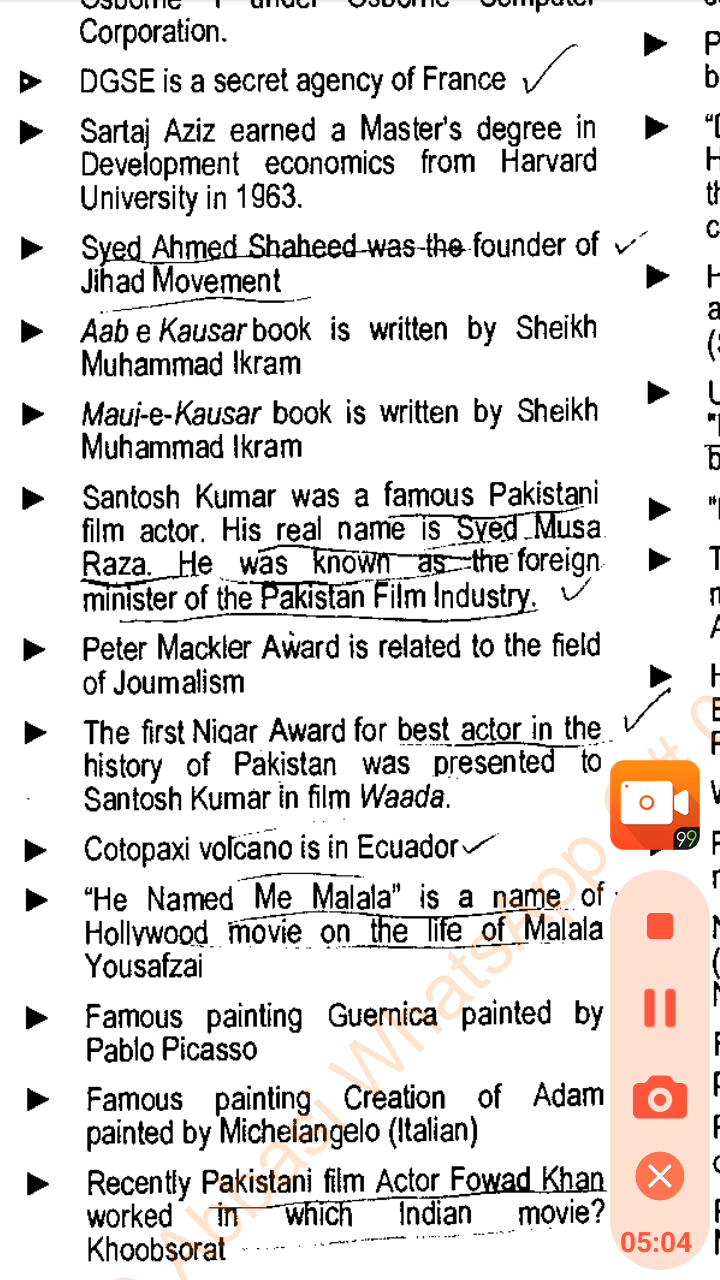 Osborne 1 under Osborne Computer
Corporation.
DGSE is a secret agency of France
Sartaj Aziz earned a Master's degree in
Development economics from Harvard
University in 1963.
Syed Ahmed Shaheed was the founder of
Jihad Movement
Aab e Kausar book is written by Sheikh
Muhammad Ikram
Maui-e-Kausar book is written by Sheikh
Muhammad Ikram
Santosh Kumar was a famous Pakistani
film actor. His real name is Syed Musa
Raza. He was known as the foreign
minister of the Pakistan Film Industry.
Peter Mackler Award is related to the field
of Journalism
The first Nigar Award for best actor in the
history of Pakistan was presented to
Santosh Kumar in film Waada.
Cotopaxi volcano is in Ecuador
"He Named Me Malala" is a name of
Hollywood movie on the life of Malala
Yousafzai
Famous painting Guernica painted by
Pablo Picasso
Famous painting Creation of Adam
painted by Michelangelo (Italian)
Recently Pakistani film Actor Fowad Khan
worked in which Indian movie?
Khoobsorat
Abbasi WhatsApp
99
05:04